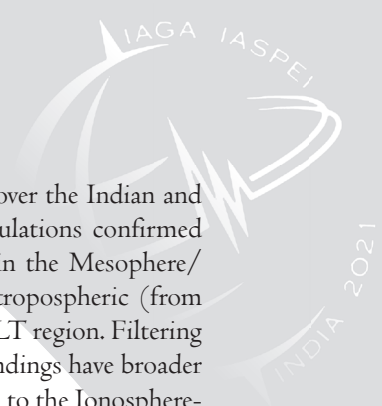 IAGA IASPEI
INDIA 2021
over the Indian and
ulations confirmed
in the Mesophere/
tropospheric (from
LT region. Filtering
ndings have broader
to the Ionosphere-